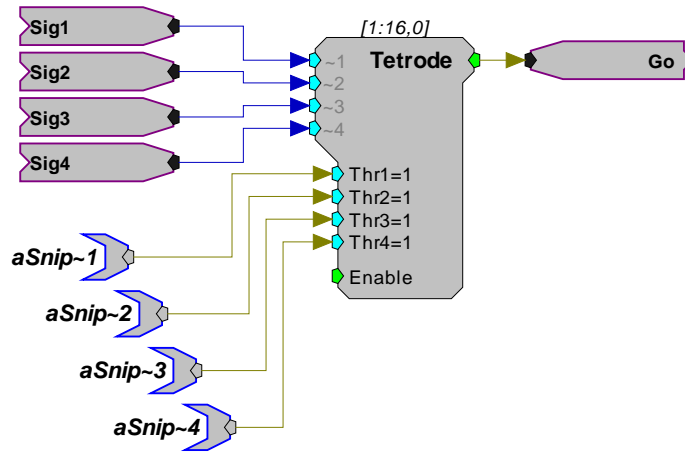 [1:16,0]
Sig1
Sig2
Sig3
Sig4
~1
~2
~3
~4
Tetrode
Go
Thr1=1
Thr2=1
Thr3=1
Thr4=1
Enable
aSnip~1
aSnip~2
aSnip~3
aSnip~4